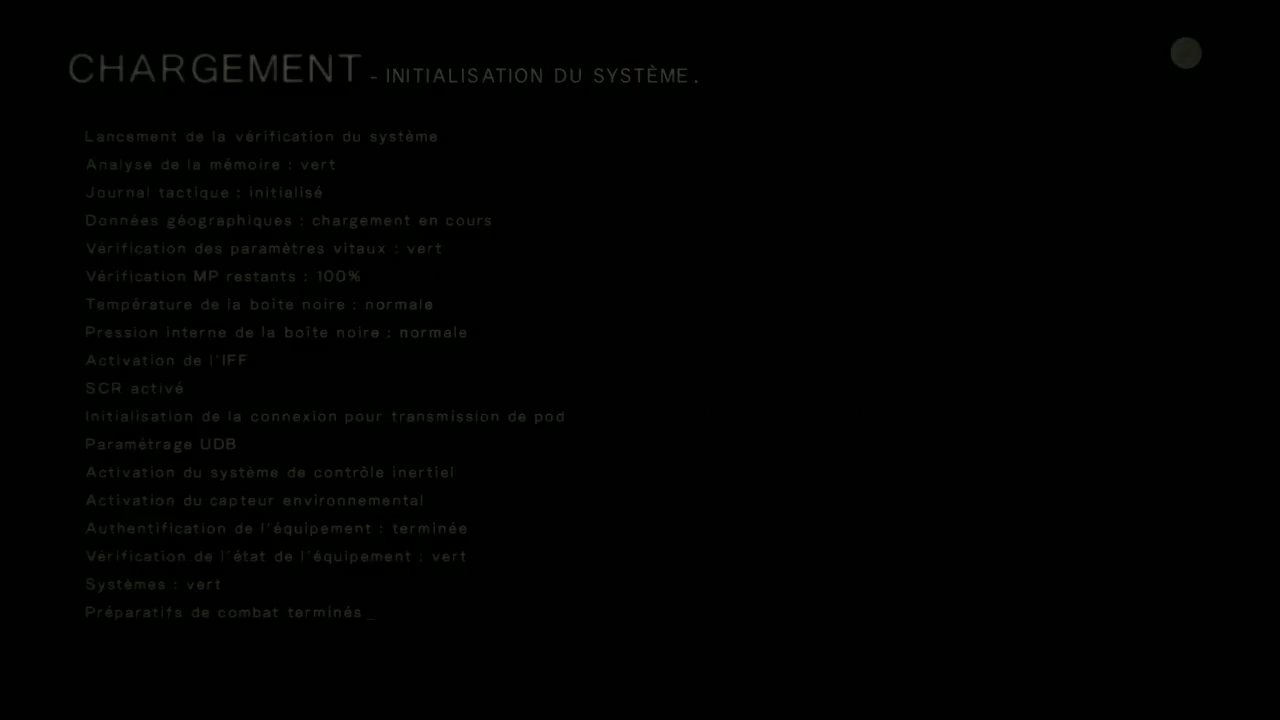 CHARGEMENT - INITIALISATION DU SYSTÈME.
Lancement de la vérification du système
Analyse de la mémoire : vert
Journal tactique : initialisé
Données géographiques : chargement en cours
Vérification des paramètres vitaux : vert
Vérification MP restants : 100%
Température de la boîte noire : normale
Pression interne de la boîte noire : normale
Activation de l'IFF
SCR activé
Initialisation de la connexion pour transmission de pod
Paramétrage UDB
Activation du système de contrôle inertiel
Activation du capteur environnemental
Authentification de l'équipement : terminée
Vérification de l'état de l'équipement : vert
Systèmes : vert
Préparatifs de combat terminés _